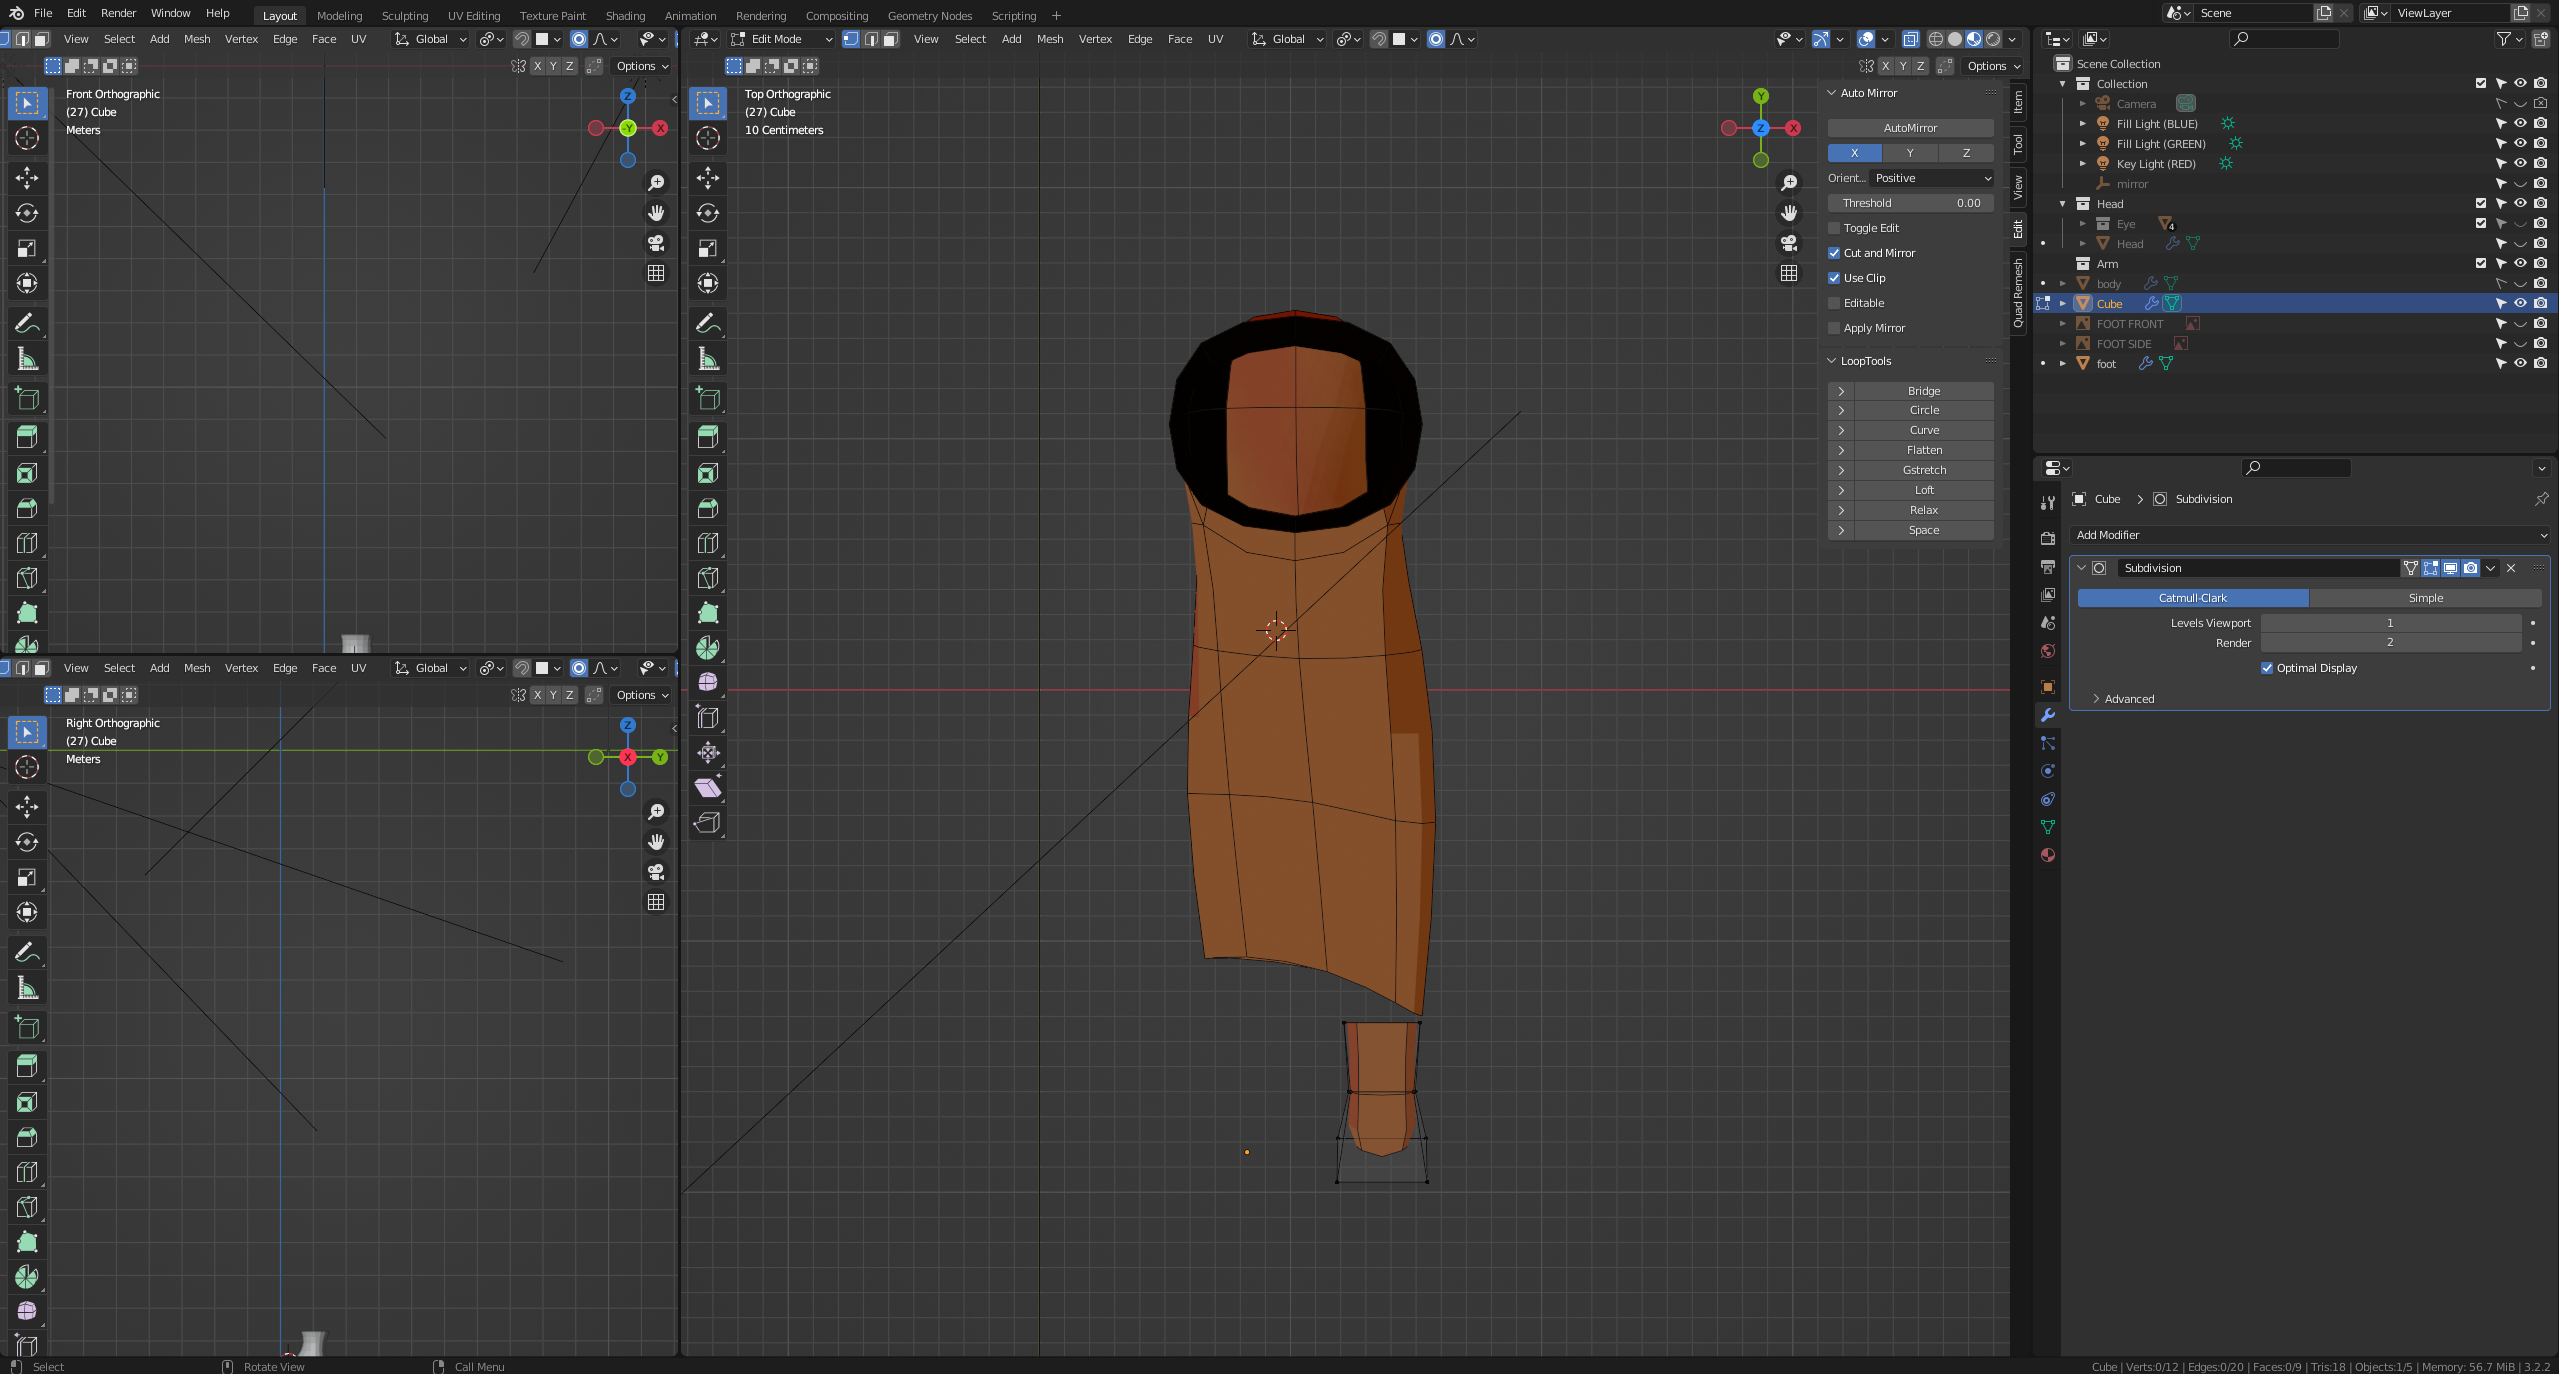 File Edit Render Window Help Layout Modeling Sculpting UV Editing Texture Paint Shading Animation Rendering Compositing Geometry Nodes Scripting + Scene ViewLayer
View Select Add Mesh Vertex Edge Face UV Global
X Y Z Options
Front Orthographic
(27) Cube
Meters
Z
-Y X
View Select Add Mesh Vertex Edge Face UV Global
X Y Z Options
Right Orthographic
(27) Cube
Meters
Z
X Y
Edit Mode View Select Add Mesh Vertex Edge Face UV Global
X Y Z Options
Top Orthographic
(27) Cube
10 Centimeters
Y
Z X
Auto Mirror
AutoMirror
X Y Z
Orient... Positive
Threshold 0.00
Toggle Edit
Cut and Mirror
Use Clip
Editable
Apply Mirror
LoopTools
Bridge
Circle
Curve
Flatten
Gstretch
Loft
Relax
Space
Item
Tool
View
Edit
Quad Remesh
Scene Collection
Collection
Camera
Fill Light (BLUE)
Fill Light (GREEN)
Key Light (RED)
mirror
Head
Eye 4
Head
Arm
body
Cube
FOOT FRONT
FOOT SIDE
foot
Cube > Subdivision
Add Modifier
Subdivision
Catmull-Clark Simple
Levels Viewport 1
Render 2
Optimal Display
Advanced
Select Rotate View Call Menu Cube | Verts:0/12 | Edges:0/20 | Faces:0/9 | Tris:18 | Objects:1/5 | Memory: 56.7 MiB | 3.2.2